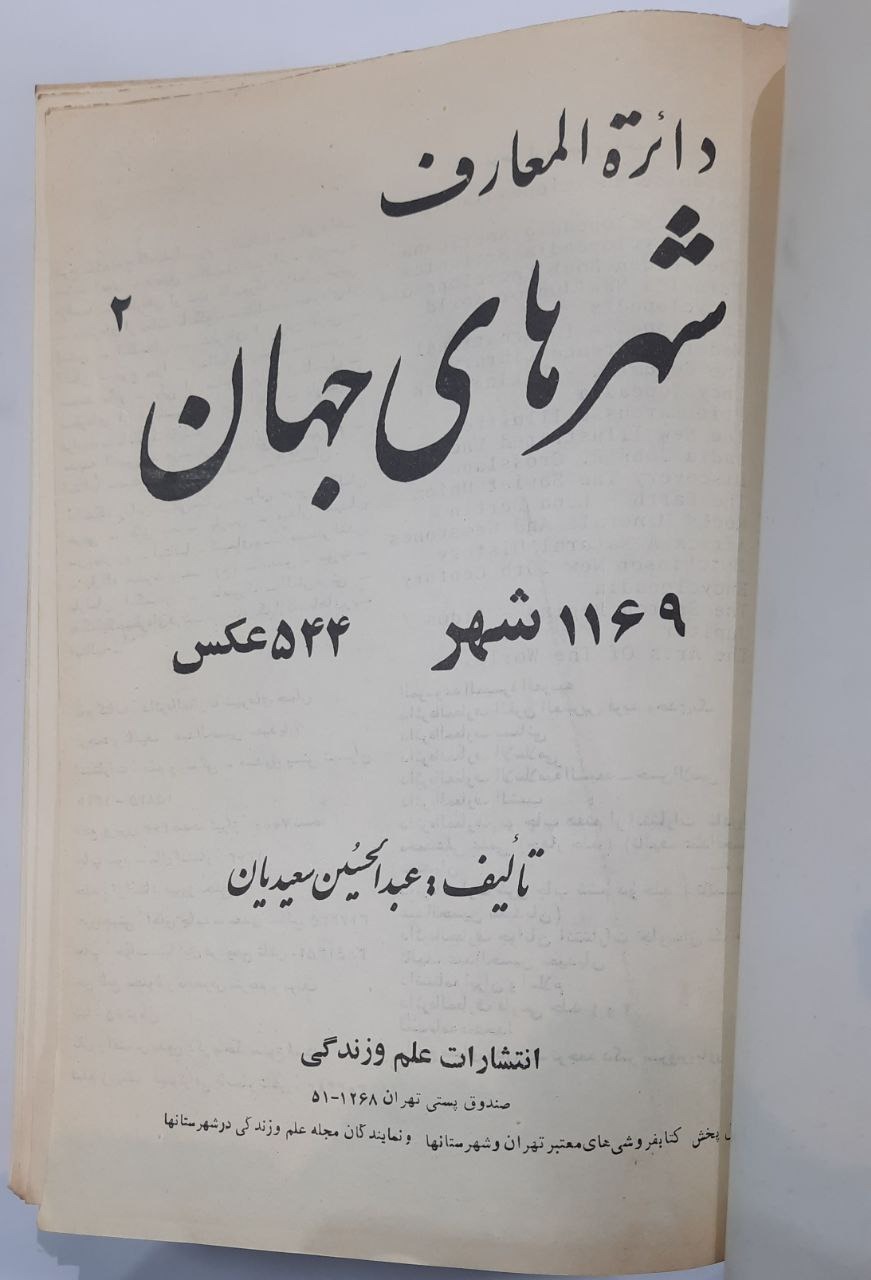 دائرة المعارف
شهرهای جهان ۲
۱۱۶۹ شهر ۵۴۴ عکس
تألیف: عبدالحسین سعیدیان
انتشارات علم وزندگی
صندوق پستی تهران ۱۲۶۸-۵۱
پخش کتابفروشی‌های معتبر تهران وشهرستانها ونمایندگان مجله علم وزندگی درشهرستانها